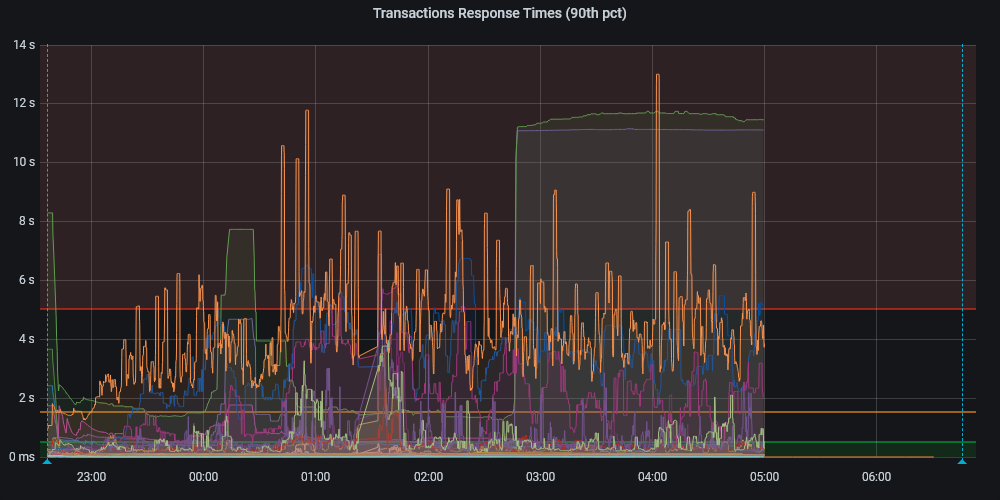 Transactions Response Times (90th pct)
14 s
12 s
10 s
8 s
6 s
4 s
2 s
0 ms
23:00 00:00 01:00 02:00 03:00 04:00 05:00 06:00